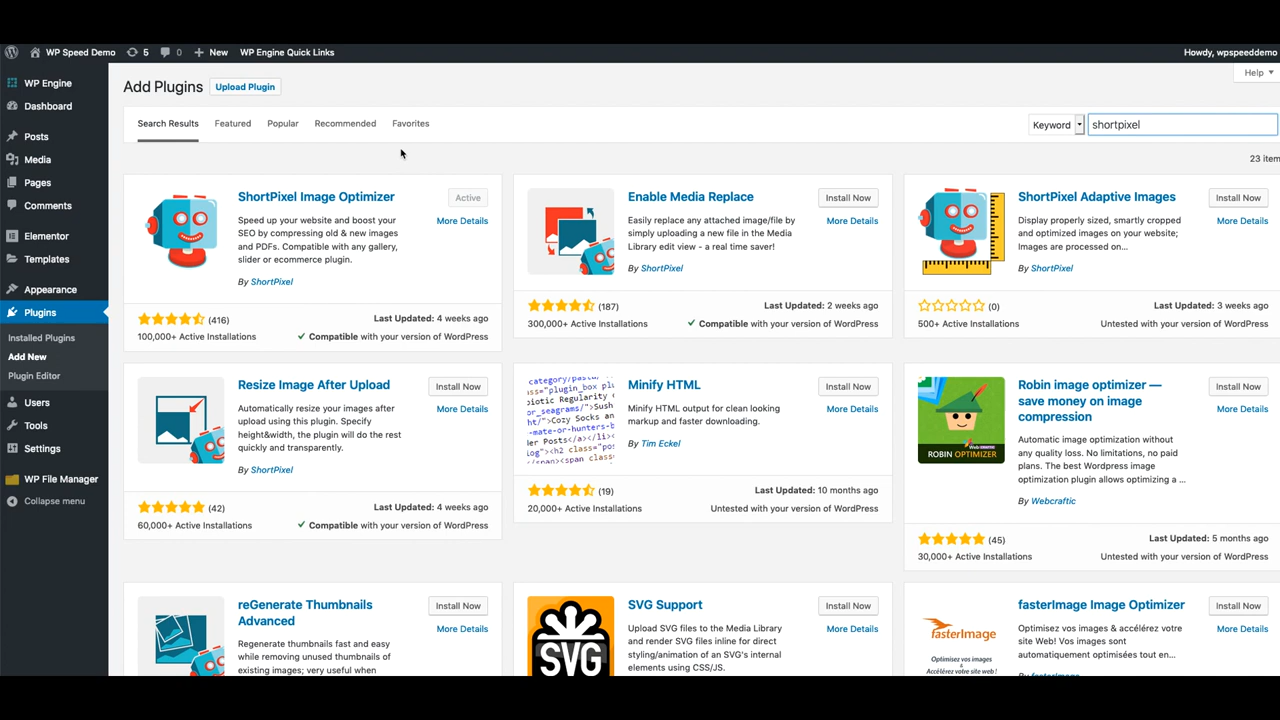 WP Speed Demo 5 0 New WP Engine Quick Links Howdy, wpspeeddemo
WP Engine
Dashboard
Posts
Media
Pages
Comments
Elementor
Templates
Appearance
Plugins
Installed Plugins
Add New
Plugin Editor
Users
Tools
Settings
WP File Manager
Collapse menu
Help
Add Plugins Upload Plugin
Search Results Featured Popular Recommended Favorites Keyword shortpixel
23 item
ShortPixel Image Optimizer
Active
More Details
Speed up your website and boost your
SEO by compressing old & new images
and PDFs. Compatible with any gallery,
slider or ecommerce plugin.
By ShortPixel
(416)
Last Updated: 4 weeks ago
100,000+ Active Installations
Compatible with your version of WordPress
Enable Media Replace
Install Now
More Details
Easily replace any attached image/file by
simply uploading a new file in the Media
Library edit view - a real time saver!
By ShortPixel
(187)
Last Updated: 2 weeks ago
300,000+ Active Installations
Compatible with your version of WordPress
ShortPixel Adaptive Images
Install Now
More Details
Display properly sized, smartly cropped
and optimized images on your website;
Images are processed on...
By ShortPixel
(0)
Last Updated: 3 weeks ago
500+ Active Installations
Untested with your version of WordPress
Resize Image After Upload
Install Now
More Details
Automatically resize your images after
upload using this plugin. Specify
height&width, the plugin will do the rest
quickly and transparently.
By ShortPixel
(42)
Last Updated: 4 weeks ago
60,000+ Active Installations
Compatible with your version of WordPress
Minify HTML
Install Now
More Details
Minify HTML output for clean looking
markup and faster downloading.
By Tim Eckel
(19)
Last Updated: 10 months ago
20,000+ Active Installations
Untested with your version of WordPress
Robin image optimizer —
save money on image
compression
Install Now
More Details
Automatic image optimization without
any quality loss. No limitations, no paid
plans. The best Wordpress image
optimization plugin allows optimizing a ...
By Webcraftic
ROBIN OPTIMIZER
(45)
Last Updated: 5 months ago
30,000+ Active Installations
Untested with your version of WordPress
reGenerate Thumbnails
Advanced
Install Now
More Details
Regenerate thumbnails fast and easy
while removing unused thumbnails of
existing images; very useful when
SVG Support
Install Now
More Details
Upload SVG files to the Media Library
and render SVG files inline for direct
styling/animation of an SVG's internal
elements using CSS/JS.
SVG
fasterImage Image Optimizer
Install Now
More Details
Optimisez vos images & accélérez votre
site Web! Vos images sont
automatiquement optimisées tout en...
fasterImage
Optimisez vos images
&
Accélérez votre site web !